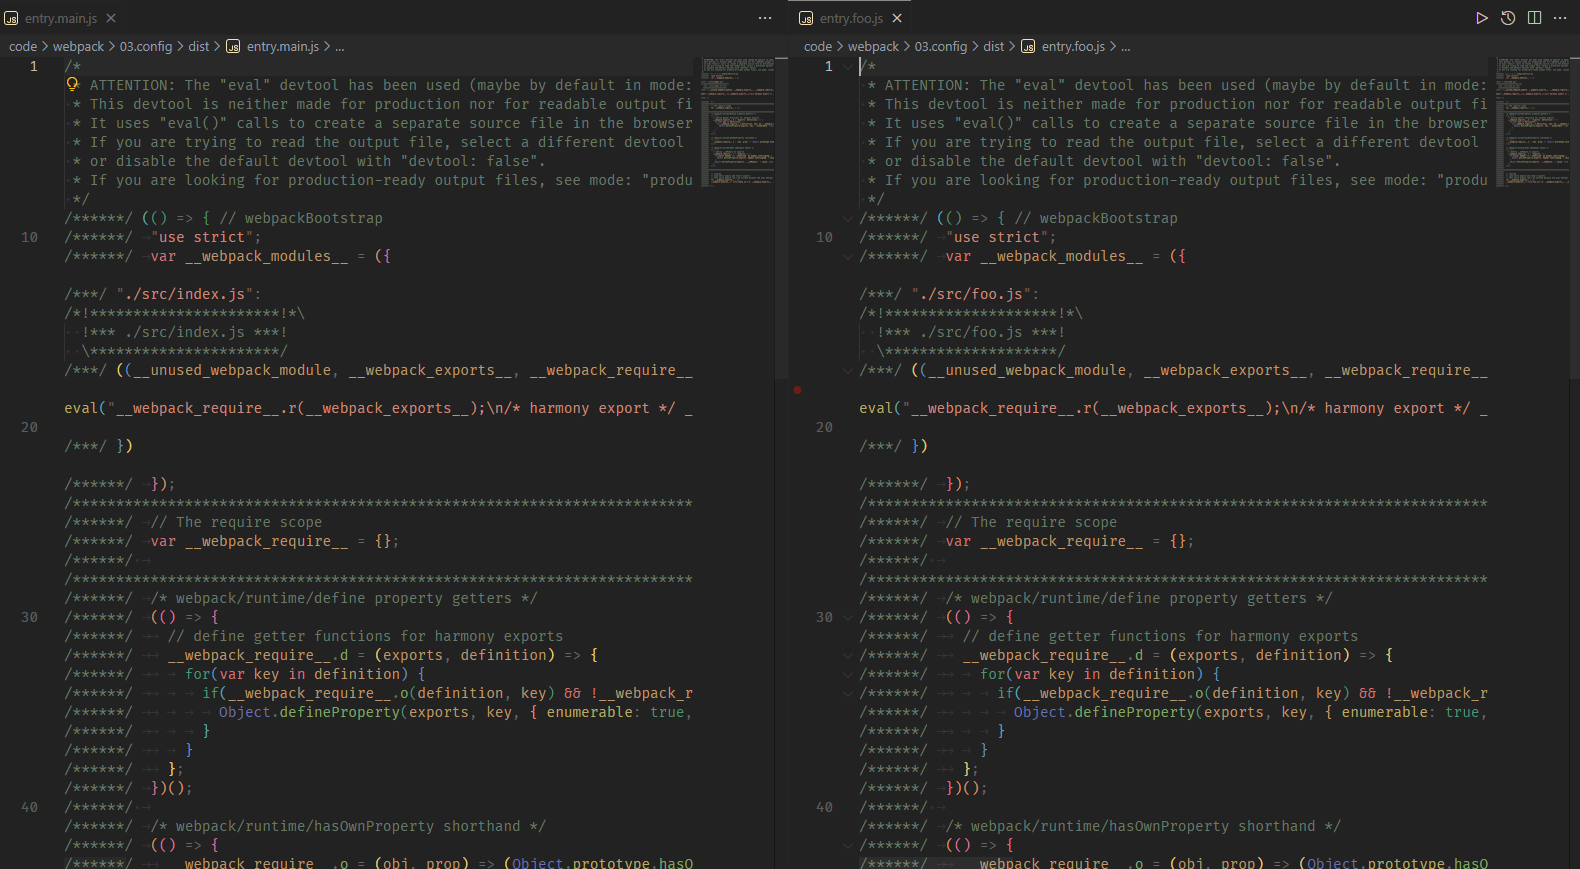 entry.main.js
code > webpack > 03.config > dist > entry.main.js > ...
1 /*
* ATTENTION: The "eval" devtool has been used (maybe by default in mode:
* This devtool is neither made for production nor for readable output fi
* It uses "eval()" calls to create a separate source file in the browser
* If you are trying to read the output file, select a different devtool
* or disable the default devtool with "devtool: false".
* If you are looking for production-ready output files, see mode: "produ
*/
/******/ (() => { // webpackBootstrap
10 /******/ "use strict";
/******/ var __webpack_modules__ = ({
/***/ "./src/index.js":
/*!**********************!*\
!*** ./src/index.js ***!
\**********************/
/***/ ((__unused_webpack_module, __webpack_exports__, __webpack_require__
eval("__webpack_require__.r(__webpack_exports__);\n/* harmony export */ _
20
/***/ })
/******/ });
/************************************************************************
/******/ // The require scope
/******/ var __webpack_require__ = {};
/******/
/************************************************************************
/******/ /* webpack/runtime/define property getters */
30 /******/ (() => {
/******/ // define getter functions for harmony exports
/******/ __webpack_require__.d = (exports, definition) => {
/******/ for(var key in definition) {
/******/ if(__webpack_require__.o(definition, key) && !__webpack_r
/******/ Object.defineProperty(exports, key, { enumerable: true,
/******/ }
/******/ }
/******/ };
/******/ })();
40 /******/
/******/ /* webpack/runtime/hasOwnProperty shorthand */
/******/ (() => {
/******/ __webpack_require__.o = (obj, prop) => (Object.prototype.hasO
entry.foo.js
code > webpack > 03.config > dist > entry.foo.js > ...
1 /*
* ATTENTION: The "eval" devtool has been used (maybe by default in mode:
* This devtool is neither made for production nor for readable output fi
* It uses "eval()" calls to create a separate source file in the browser
* If you are trying to read the output file, select a different devtool
* or disable the default devtool with "devtool: false".
* If you are looking for production-ready output files, see mode: "produ
*/
/******/ (() => { // webpackBootstrap
10 /******/ "use strict";
/******/ var __webpack_modules__ = ({
/***/ "./src/foo.js":
/*!********************!*\
!*** ./src/foo.js ***!
\********************/
/***/ ((__unused_webpack_module, __webpack_exports__, __webpack_require__
eval("__webpack_require__.r(__webpack_exports__);\n/* harmony export */ _
20
/***/ })
/******/ });
/************************************************************************
/******/ // The require scope
/******/ var __webpack_require__ = {};
/******/
/************************************************************************
/******/ /* webpack/runtime/define property getters */
30 /******/ (() => {
/******/ // define getter functions for harmony exports
/******/ __webpack_require__.d = (exports, definition) => {
/******/ for(var key in definition) {
/******/ if(__webpack_require__.o(definition, key) && !__webpack_r
/******/ Object.defineProperty(exports, key, { enumerable: true,
/******/ }
/******/ }
/******/ };
/******/ })();
40 /******/
/******/ /* webpack/runtime/hasOwnProperty shorthand */
/******/ (() => {
/******/ __webpack_require__.o = (obj, prop) => (Object.prototype.hasO